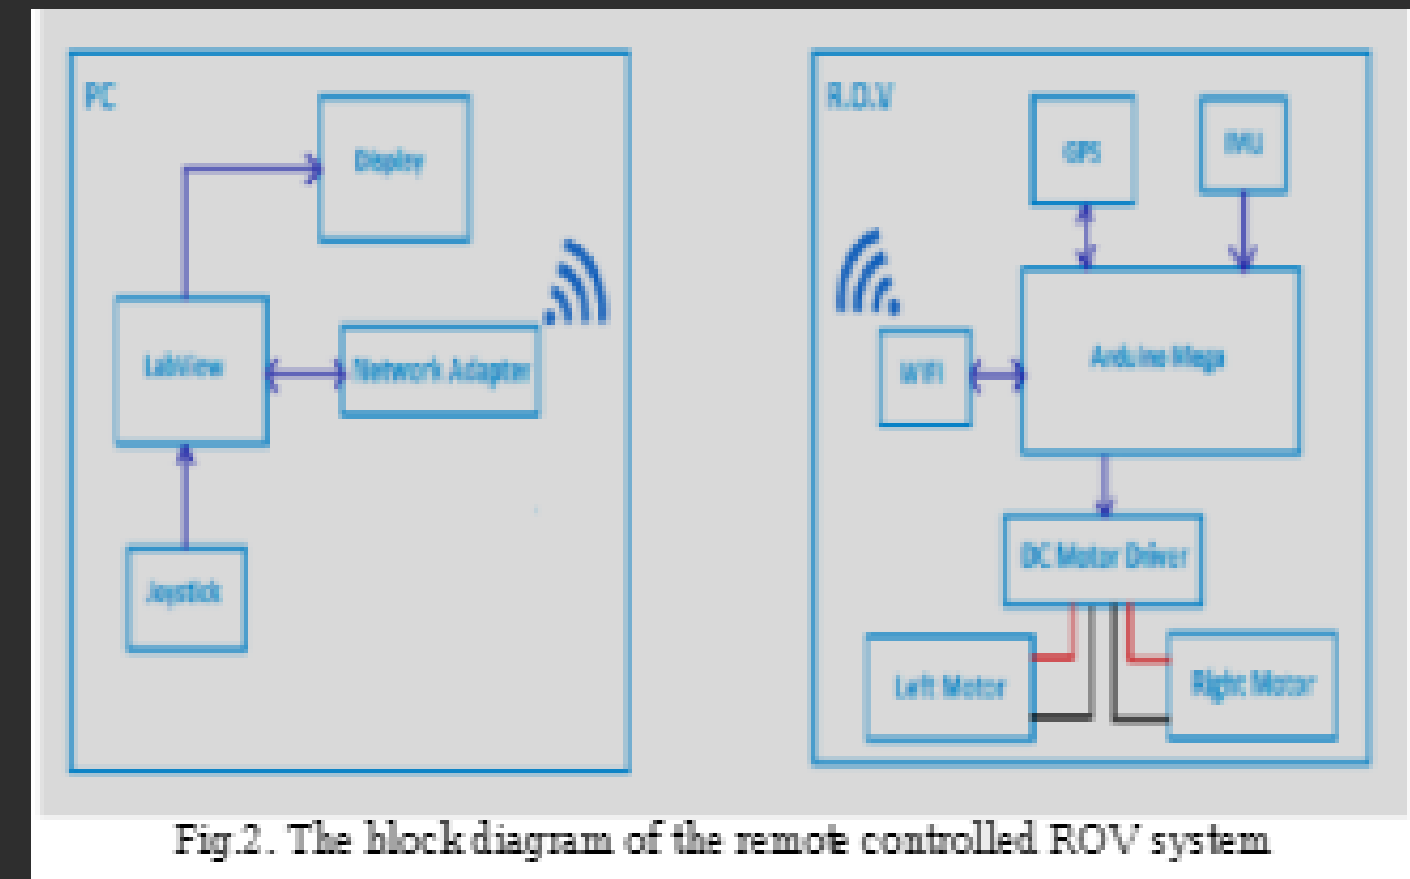 PC
Display
LabView
Network Adapter
Joystick
R.O.V
GPS
IMU
WIFI
Arduino Mega
DC Motor Driver
Left Motor
Right Motor
Fig.2. The block diagram of the remote controlled ROV system